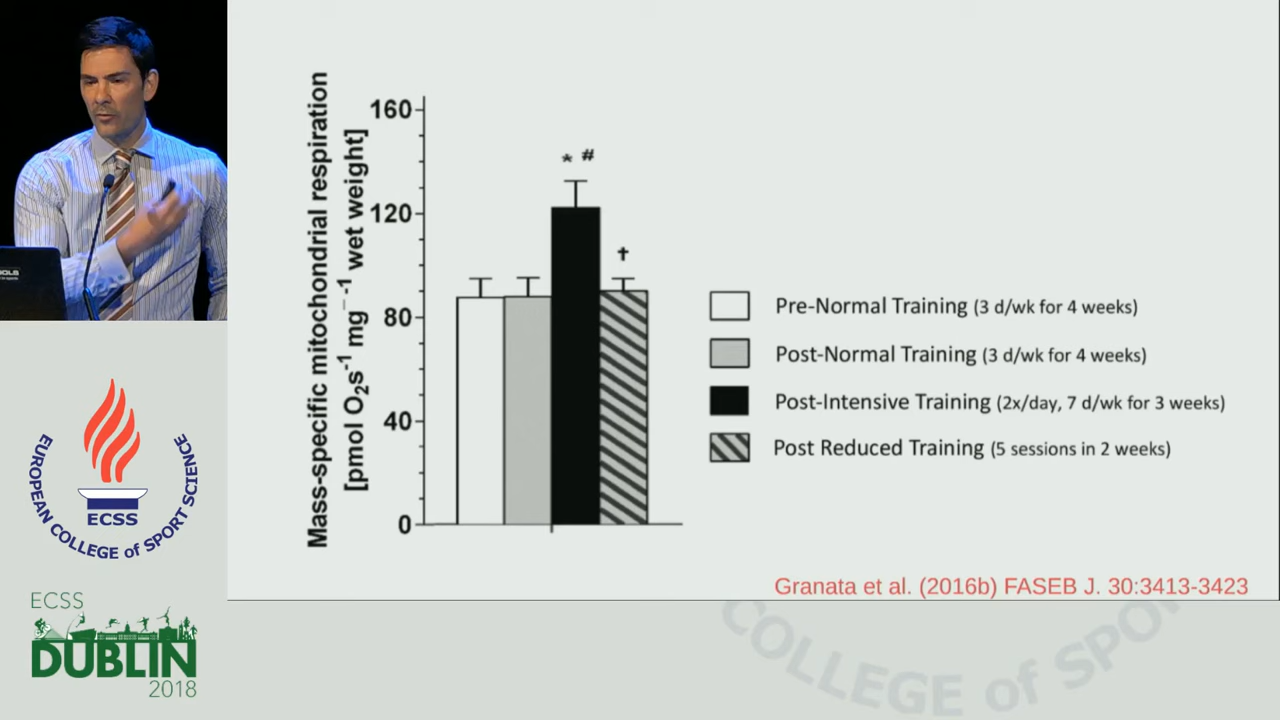 Mass-specific mitochondrial respiration
[pmol O₂s⁻¹ mg⁻¹ wet weight]
160
120
80
40
0
* #
†
Pre-Normal Training (3 d/wk for 4 weeks)
Post-Normal Training (3 d/wk for 4 weeks)
Post-Intensive Training (2x/day, 7 d/wk for 3 weeks)
Post Reduced Training (5 sessions in 2 weeks)
Granata et al. (2016b) FASEB J. 30:3413-3423
EUROPEAN COLLEGE of SPORT SCIENCE
ECSS
ECSS
DUBLIN
2018
COLLEGE of SPOR